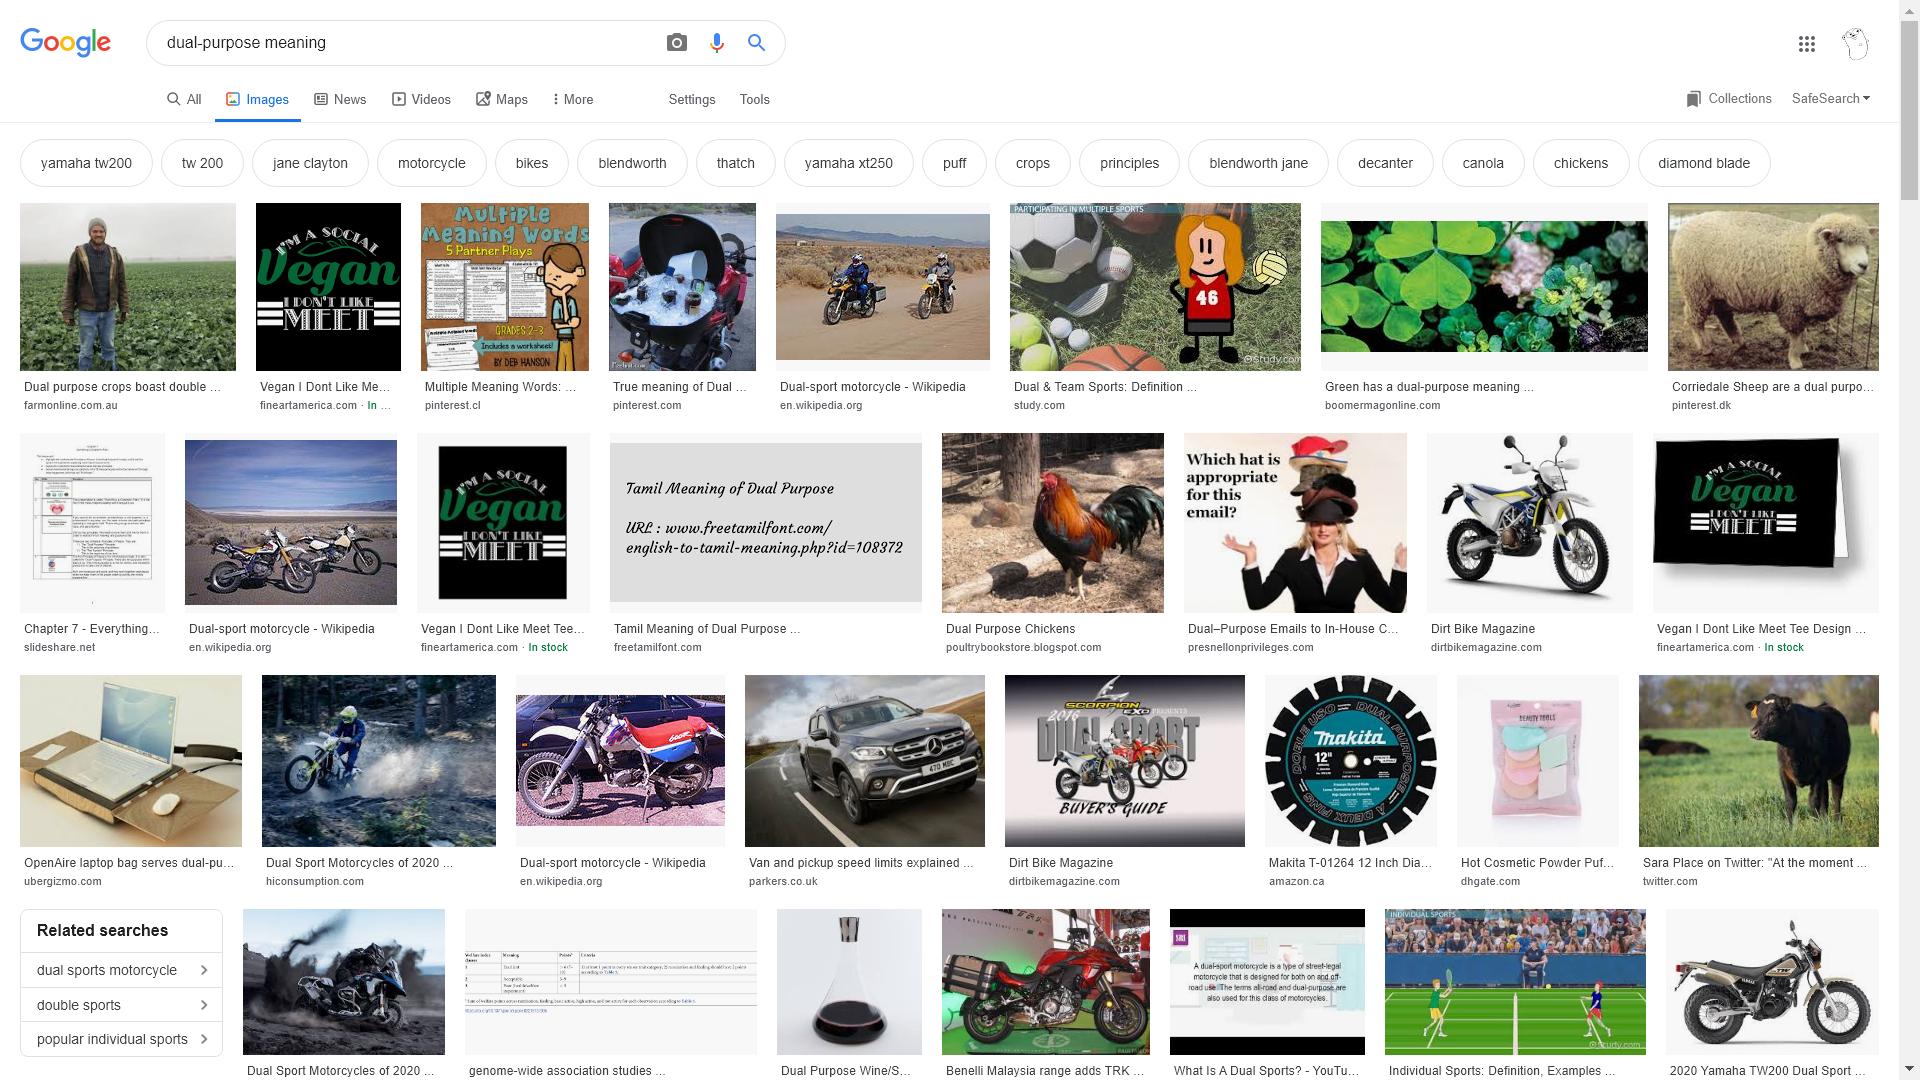 Google
dual-purpose meaning
All
Images
News
Videos
Maps
More
Settings
Tools
Collections
SafeSearch
yamaha tw200
tw 200
jane clayton
motorcycle
bikes
blendworth
thatch
yamaha xt250
puff
crops
principles
blendworth jane
decanter
canola
chickens
diamond blade
I'M A SOCIAL
Vegan
I DON'T LIKE
MEET
Multiple
Meaning Words
5 Partner Plays
GRADES 2-3
Includes a worksheet!
BY DEB HANSON
PARTICIPATING IN MULTIPLE SPORTS
46
Study.com
Dual purpose crops boast double ...
farmonline.com.au
Vegan I Dont Like Me...
fineartamerica.com · In ...
Multiple Meaning Words: ...
pinterest.cl
True meaning of Dual ...
pinterest.com
Dual-sport motorcycle - Wikipedia
en.wikipedia.org
Dual & Team Sports: Definition ...
study.com
Green has a dual-purpose meaning ...
boomermagonline.com
Corriedale Sheep are a dual purpo...
pinterest.dk
I'M A SOCIAL
Vegan
I DON'T LIKE
MEET
Tamil Meaning of Dual Purpose
URL : www.freetamilfont.com/
english-to-tamil-meaning.php?id=108372
Which hat is
appropriate
for this
email?
I'M A SOCIAL
Vegan
I DON'T LIKE
MEET
Chapter 7 - Everything...
slideshare.net
Dual-sport motorcycle - Wikipedia
en.wikipedia.org
Vegan I Dont Like Meet Tee...
fineartamerica.com · In stock
Tamil Meaning of Dual Purpose ...
freetamilfont.com
Dual Purpose Chickens
poultrybookstore.blogspot.com
Dual–Purpose Emails to In-House C...
presnellonprivileges.com
Dirt Bike Magazine
dirtbikemagazine.com
Vegan I Dont Like Meet Tee Design ...
fineartamerica.com · In stock
SCORPION EXO PRESENTS
2016
DUAL SPORT
BUYER'S GUIDE
DOBLE USO
DUAL PURPOSE
À DEUX FINS
Makita
12"
BEAUTY TOOLS
OpenAire laptop bag serves dual-pu...
ubergizmo.com
Dual Sport Motorcycles of 2020 ...
hiconsumption.com
Dual-sport motorcycle - Wikipedia
en.wikipedia.org
Van and pickup speed limits explained ...
parkers.co.uk
Dirt Bike Magazine
dirtbikemagazine.com
Makita T-01264 12 Inch Dia...
amazon.ca
Hot Cosmetic Powder Puf...
dhgate.com
Sara Place on Twitter: "At the moment ...
twitter.com
Related searches
dual sports motorcycle
double sports
popular individual sports
A dual-sport motorcycle is a type of street-legal
motorcycle that is designed for both on and off-
road use. The terms all-road and dual-purpose are
also used for this class of motorcycles.
INDIVIDUAL SPORTS
Study.com
Dual Sport Motorcycles of 2020 ...
genome-wide association studies ...
Dual Purpose Wine/S...
Benelli Malaysia range adds TRK ...
What Is A Dual Sports? - YouTu...
Individual Sports: Definition, Examples ...
2020 Yamaha TW200 Dual Sport ...